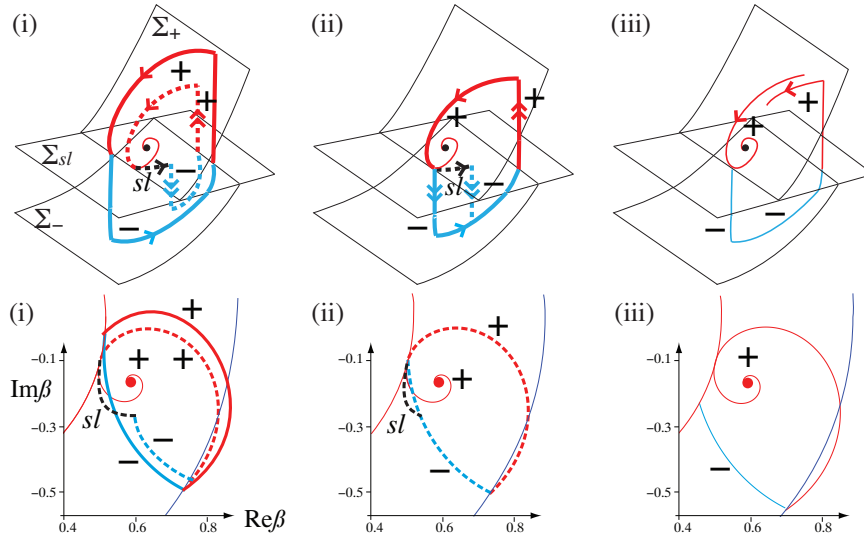 (i) (ii) (iii)
Σ+
+ + + + + +
Σsl
sl − sl −
Σ−
− − − −
(i) (ii) (iii)
+ + +
−0.1 −0.1 −0.1
+ + + +
Imβ
sl sl
−0.3 −0.3 −0.3
− − − −
−0.5 −0.5 −0.5
0.4 0.6 0.8 0.4 0.6 0.8 0.4 0.6 0.8
Reβ